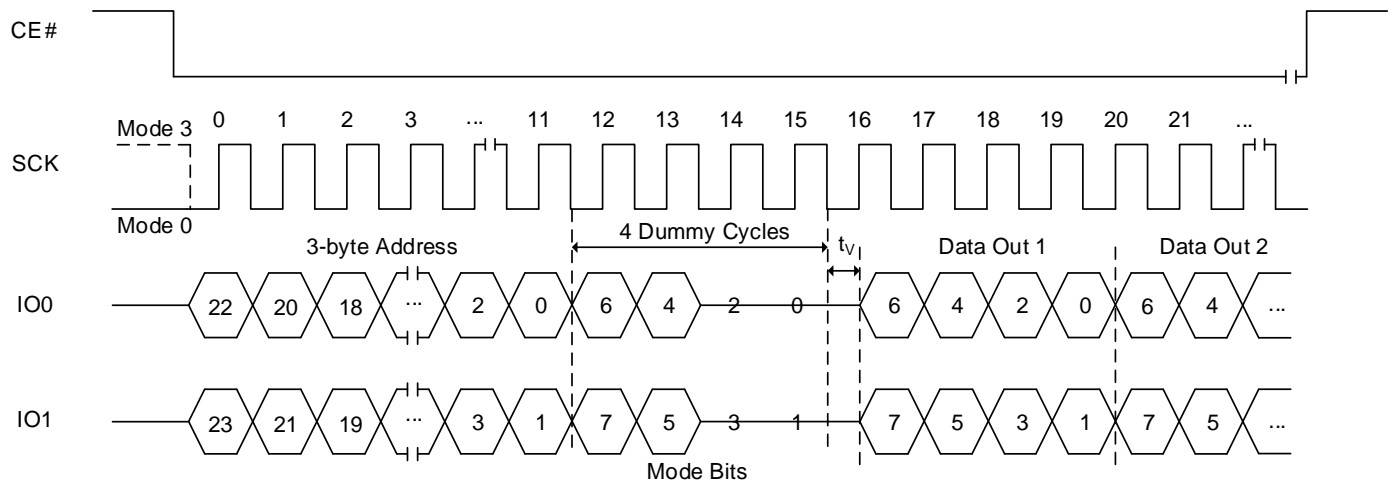 CE#
Mode 3 0 1 2 3 ... 11 12 13 14 15 16 17 18 19 20 21 ...
SCK
Mode 0
3-byte Address 4 Dummy Cycles tV Data Out 1 Data Out 2
IO0 22 20 18 ... 2 0 6 4 2 0 6 4 2 0 6 4 ...
IO1 23 21 19 ... 3 1 7 5 3 1 7 5 3 1 7 5 ...
Mode Bits